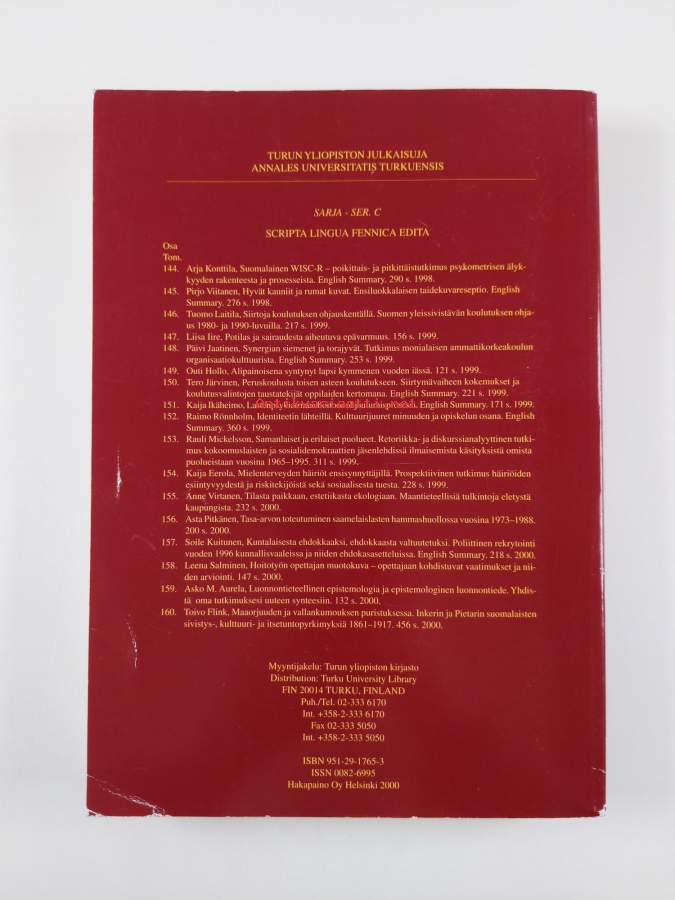 TURUN YLIOPISTON JULKAISUJA
ANNALES UNIVERSITATIS TURKUENSIS
SARJA - SER. C
SCRIPTA LINGUA FENNICA EDITA
Osa
Tom.
144. Arja Konttila, Suomalainen WISC-R – poikittais- ja pitkittäistutkimus psykometrisen älyk-
kyyden rakenteesta ja prosesseista. English Summary. 290 s. 1998.
145. Pirjo Viitanen, Hyvät kauniit ja rumat kuvat. Ensiluokkalaisen taidekuvareseptio. English
Summary. 276 s. 1998.
146. Tuomo Laitila, Siirtoja koulutuksen ohjauskentällä. Suomen yleissivistävän koulutuksen ohja-
us 1980- ja 1990-luvuilla. 217 s. 1999.
147. Liisa Iire, Potilas ja sairaudesta aiheutuva epävarmuus. 156 s. 1999.
148. Päivi Jaatinen, Synergian siemenet ja torajyvät. Tutkimus monialaisen ammattikorkeakoulun
organisaatiokulttuurista. English Summary. 253 s. 1999.
149. Outi Hollo, Alipainoisena syntynyt lapsi kymmenen vuoden iässä. 121 s. 1999.
150. Tero Järvinen, Peruskoulusta toisen asteen koulutukseen. Siirtymävaiheen kokemukset ja
koulutusvalintojen taustatekijät oppilaiden kertomana. English Summary. 221 s. 1999.
151. Kaija Ikäheimo, English Summary. 171 s. 1999.
152. Raimo Rönnholm, Identiteetin lähteillä. Kulttuurijuuret minuuden ja opiskelun osana. English
Summary. 360 s. 1999.
153. Rauli Mickelsson, Samanlaiset ja erilaiset puolueet. Retoriikka- ja diskurssianalyyttinen tutki-
mus kokoomuslaisten ja sosialidemokraattien jäsenlehdissä ilmaisemista käsityksistä omista
puolueistaan vuosina 1965–1995. 311 s. 1999.
154. Kaija Eerola, Mielenterveyden häiriöt ensisynnyttäjillä. Prospektiivinen tutkimus häiriöiden
esiintyvyydestä ja riskitekijöistä sekä sosiaalisesta tuesta. 228 s. 1999.
155. Anne Virtanen, Tilasta paikkaan, estetiikasta ekologiaan. Maantieteellisiä tulkintoja eletystä
kaupungista. 232 s. 2000.
156. Asta Pitkänen, Tasa-arvon toteutuminen saamelaislasten hammashuollossa vuosina 1973–1988.
200 s. 2000.
157. Soile Kuitunen, Kuntalaisesta ehdokkaaksi, ehdokkaasta valtuutetuksi. Poliittinen rekrytointi
vuoden 1996 kunnallisvaaleissa ja niiden ehdokasasetteluissa. English Summary. 218 s. 2000.
158. Leena Salminen, Hoitotyön opettajan muotokuva – opettajaan kohdistuvat vaatimukset ja nii-
den arviointi. 147 s. 2000.
159. Asko M. Aurela, Luonnontieteellinen epistemologia ja epistemologinen luonnontiede. Yhdis-
tä oma tutkimuksesi uuteen synteesiin. 132 s. 2000,
160. Toivo Flink, Maaorjuuden ja vallankumouksen puristuksessa. Inkerin ja Pietarin suomalaisten
sivistys-, kulttuuri- ja itsetuntopyrkimyksiä 1861–1917. 456 s. 2000.
Myyntijakelu: Turun yliopiston kirjasto
Distribution: Turku University Library
FIN 20014 TURKU, FINLAND
Puh./Tel. 02-333 6170
Int. +358-2-333 6170
Fax 02-333 5050
Int. +358-2-333 5050
ISBN 951-29-1765-3
ISSN 0082-6995
Hakapaino Oy Helsinki 2000